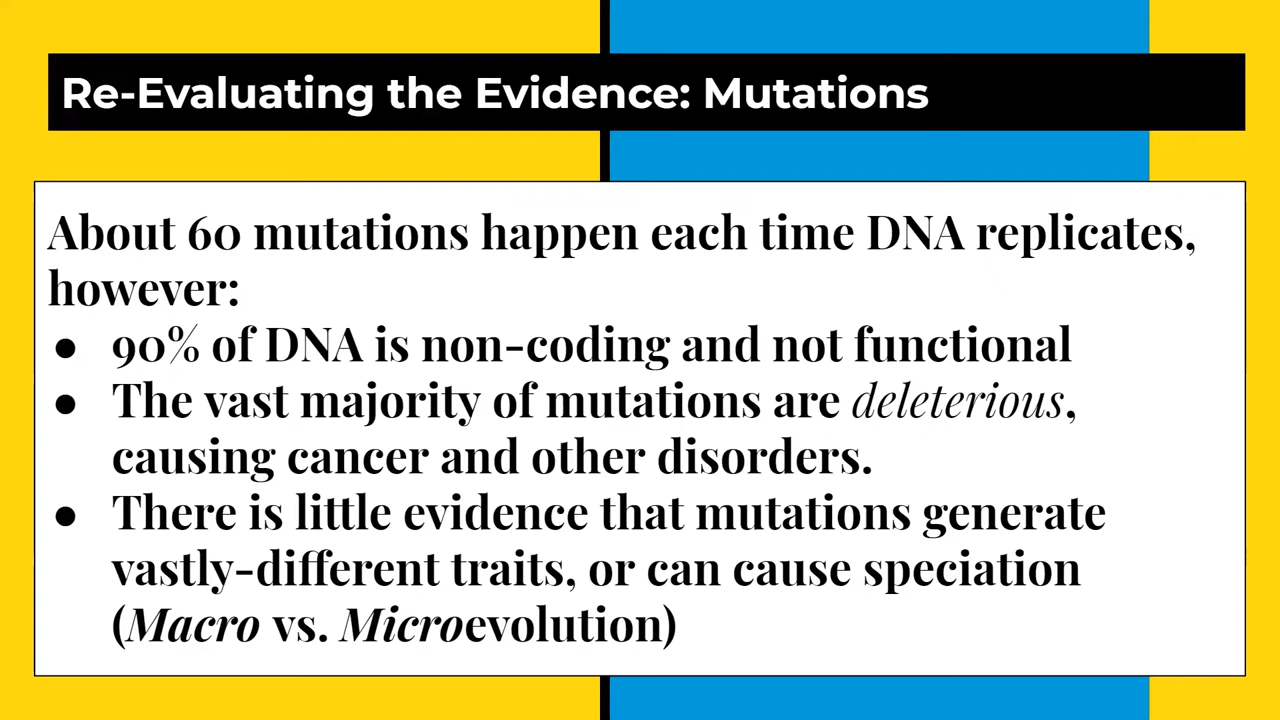 Re-Evaluating the Evidence: Mutations
About 60 mutations happen each time DNA replicates,
however:
● 90% of DNA is non-coding and not functional
● The vast majority of mutations are deleterious,
causing cancer and other disorders.
● There is little evidence that mutations generate
vastly-different traits, or can cause speciation
(Macro vs. Microevolution)